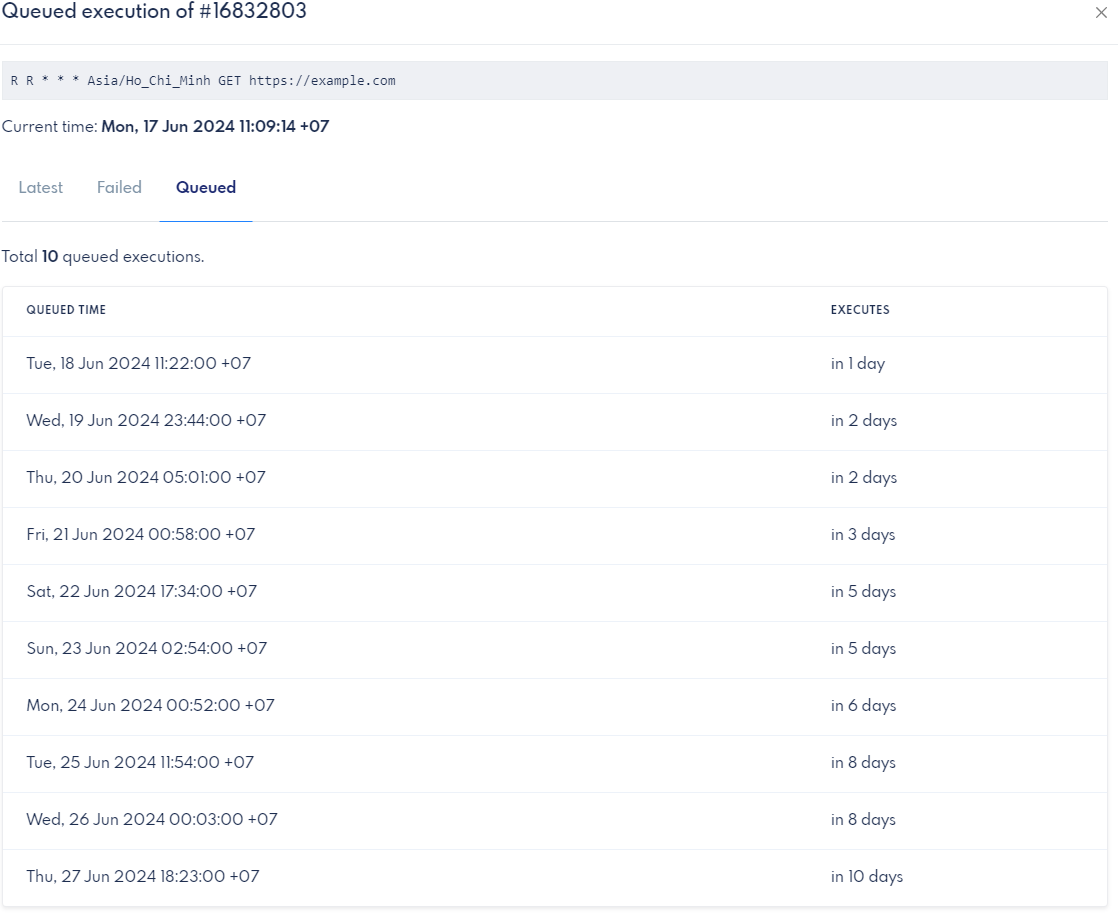 Queued execution of #16832803
R R * * * Asia/Ho_Chi_Minh GET https://example.com
Current time: Mon, 17 Jun 2024 11:09:14 +07
Latest Failed Queued
Total 10 queued executions.
QUEUED TIME EXECUTES
Tue, 18 Jun 2024 11:22:00 +07 in 1 day
Wed, 19 Jun 2024 23:44:00 +07 in 2 days
Thu, 20 Jun 2024 05:01:00 +07 in 2 days
Fri, 21 Jun 2024 00:58:00 +07 in 3 days
Sat, 22 Jun 2024 17:34:00 +07 in 5 days
Sun, 23 Jun 2024 02:54:00 +07 in 5 days
Mon, 24 Jun 2024 00:52:00 +07 in 6 days
Tue, 25 Jun 2024 11:54:00 +07 in 8 days
Wed, 26 Jun 2024 00:03:00 +07 in 8 days
Thu, 27 Jun 2024 18:23:00 +07 in 10 days